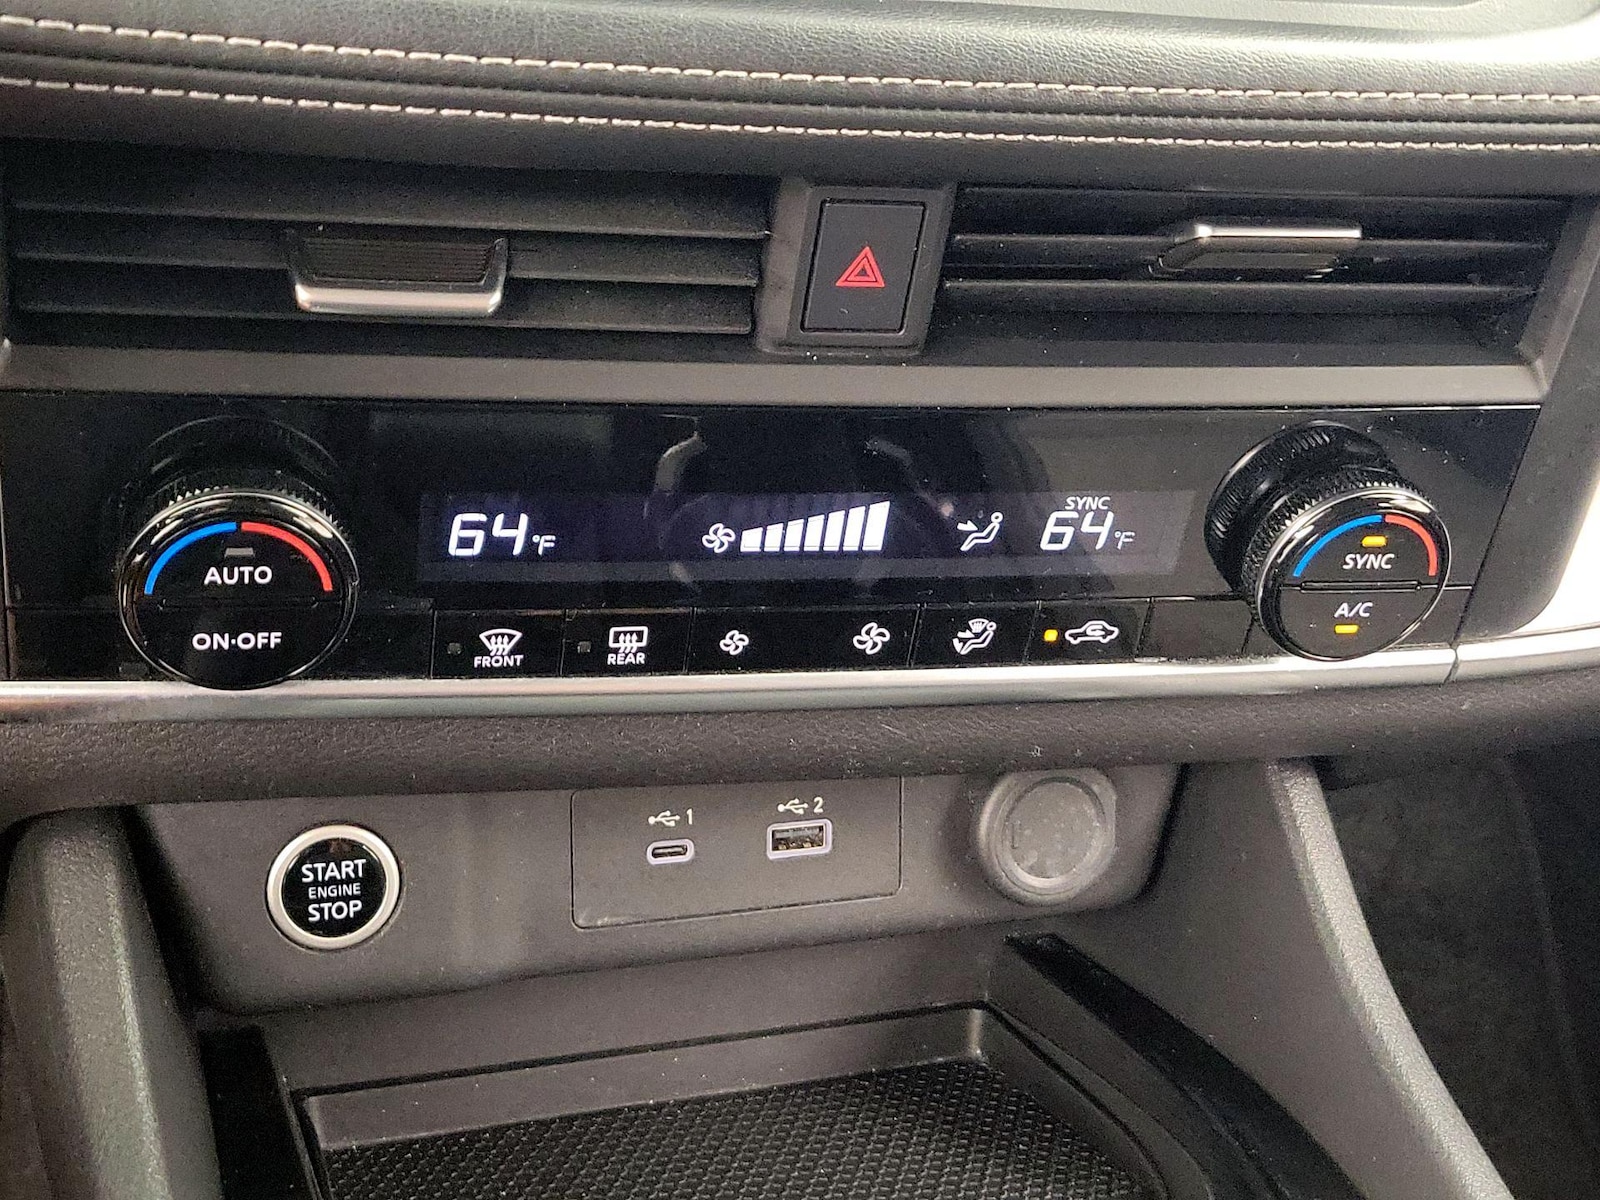 64°F
SYNC
64°F
AUTO
ON·OFF
SYNC
A/C
FRONT
REAR
1
2
START
ENGINE
STOP